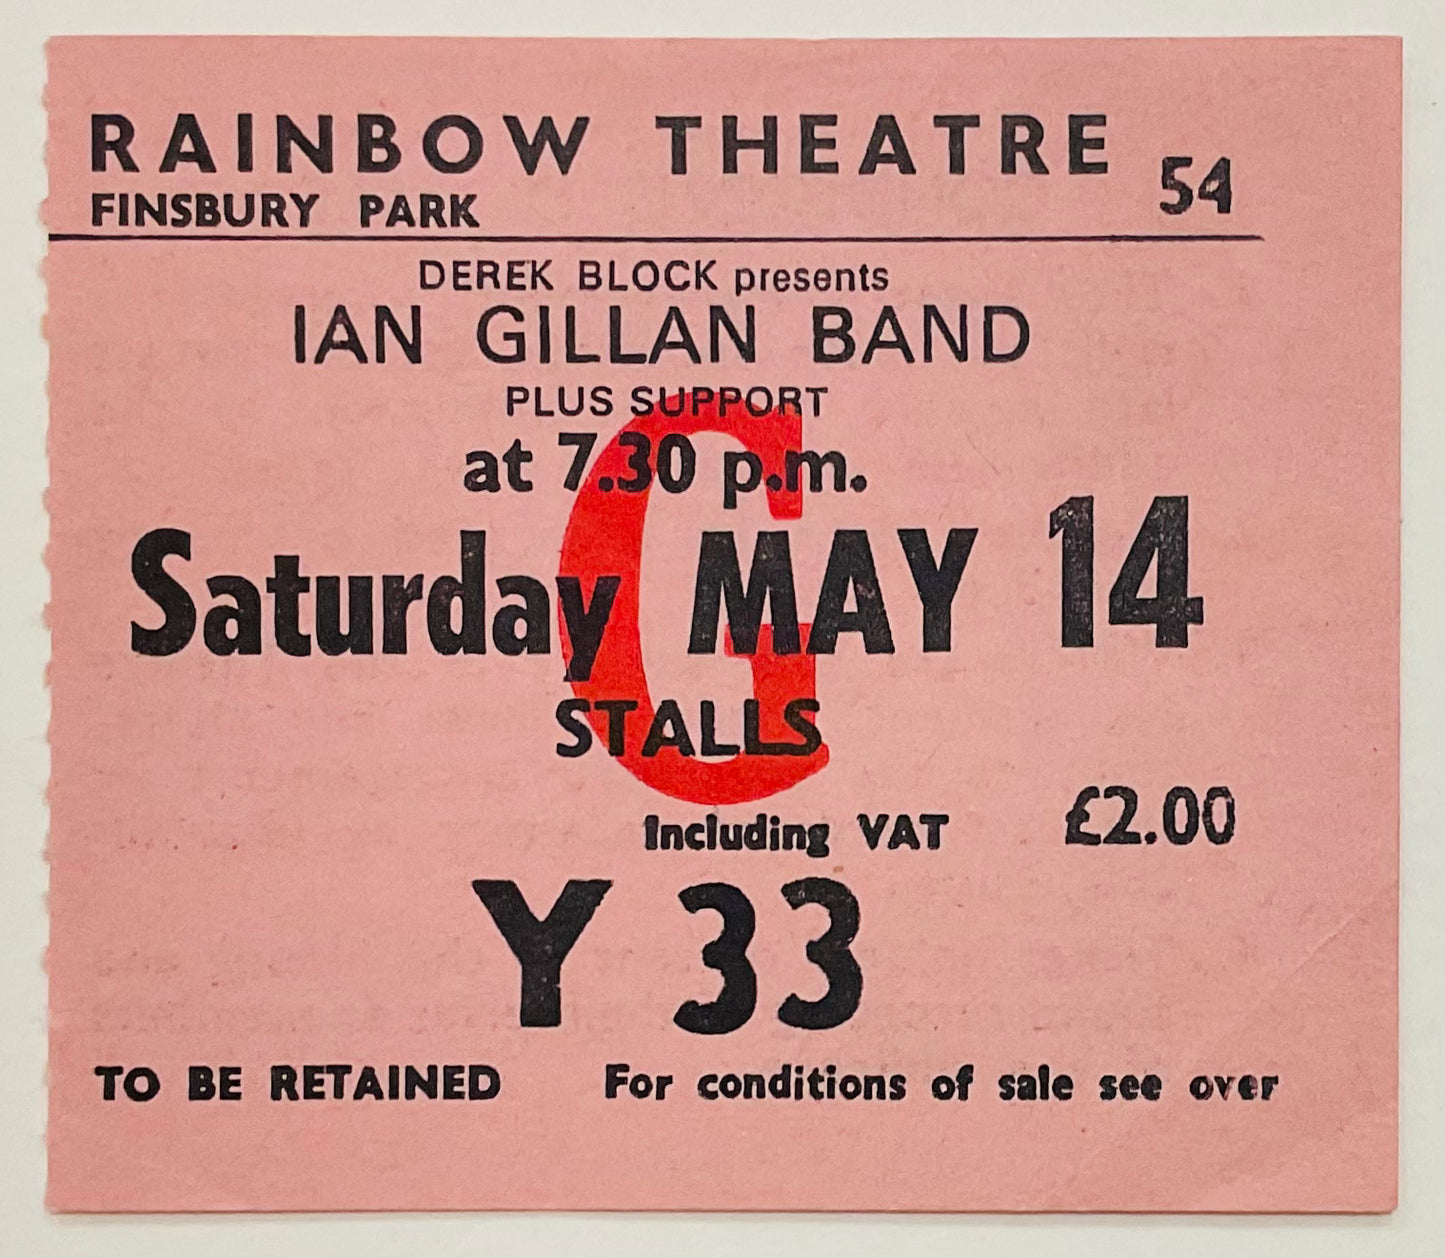 RAINBOW THEATRE 54
FINSBURY PARK
DEREK BLOCK presents
IAN GILLAN BAND
PLUS SUPPORT
at 7.30 p.m.
G
Saturday MAY 14
STALLS
Including VAT £2.00
Y 33
TO BE RETAINED For conditions of sale see over